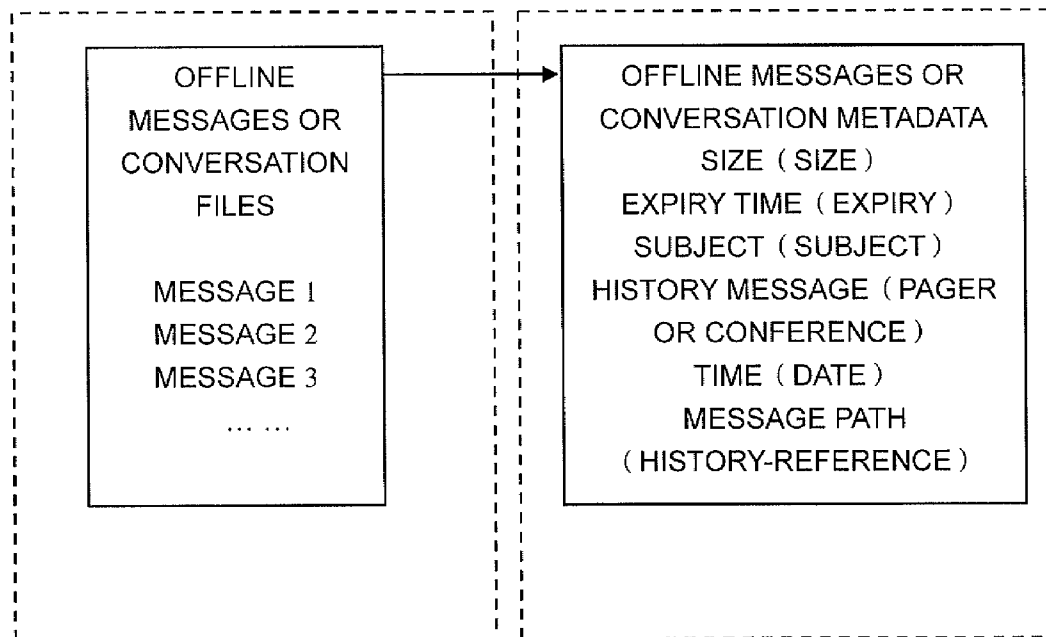 OFFLINE
MESSAGES OR
CONVERSATION
FILES
MESSAGE 1
MESSAGE 2
MESSAGE 3
... ...
OFFLINE MESSAGES OR
CONVERSATION METADATA
SIZE ( SIZE )
EXPIRY TIME ( EXPIRY )
SUBJECT ( SUBJECT )
HISTORY MESSAGE ( PAGER
OR CONFERENCE )
TIME ( DATE )
MESSAGE PATH
( HISTORY-REFERENCE )